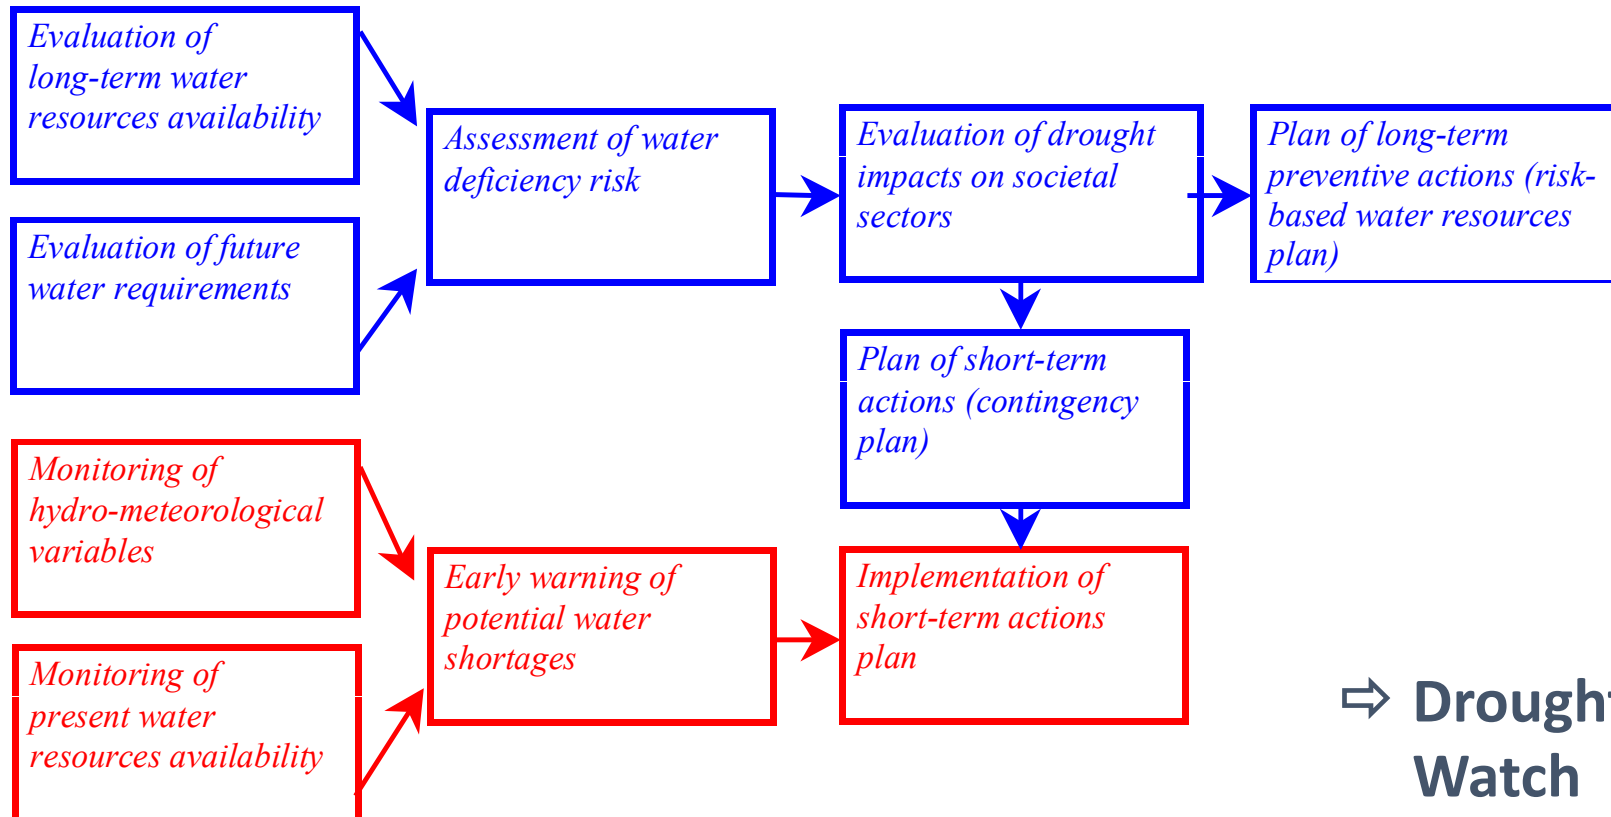 Evaluation of
long-term water
resources availability
Evaluation of future
water requirements
Assessment of water
deficiency risk
Evaluation of drought
impacts on societal
sectors
Plan of long-term
preventive actions (risk-
based water resources
plan)
Plan of short-term
actions (contingency
plan)
Monitoring of
hydro-meteorological
variables
Monitoring of
present water
resources availability
Early warning of
potential water
shortages
Implementation of
short-term actions
plan
⇨ Drought
Watch